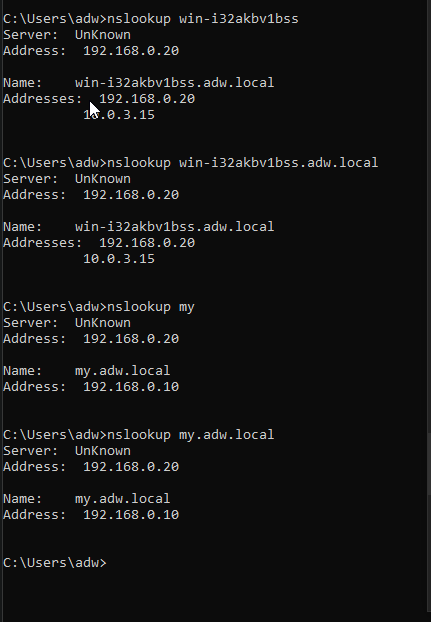 C:\Users\adw>nslookup win-i32akbv1bss
Server:  UnKnown
Address:  192.168.0.20
Name:    win-i32akbv1bss.adw.local
Addresses:  192.168.0.20
10.0.3.15
C:\Users\adw>nslookup win-i32akbv1bss.adw.local
Server:  UnKnown
Address:  192.168.0.20
Name:    win-i32akbv1bss.adw.local
Addresses:  192.168.0.20
10.0.3.15
C:\Users\adw>nslookup my
Server:  UnKnown
Address:  192.168.0.20
Name:    my.adw.local
Address:  192.168.0.10
C:\Users\adw>nslookup my.adw.local
Server:  UnKnown
Address:  192.168.0.20
Name:    my.adw.local
Address:  192.168.0.10
C:\Users\adw>